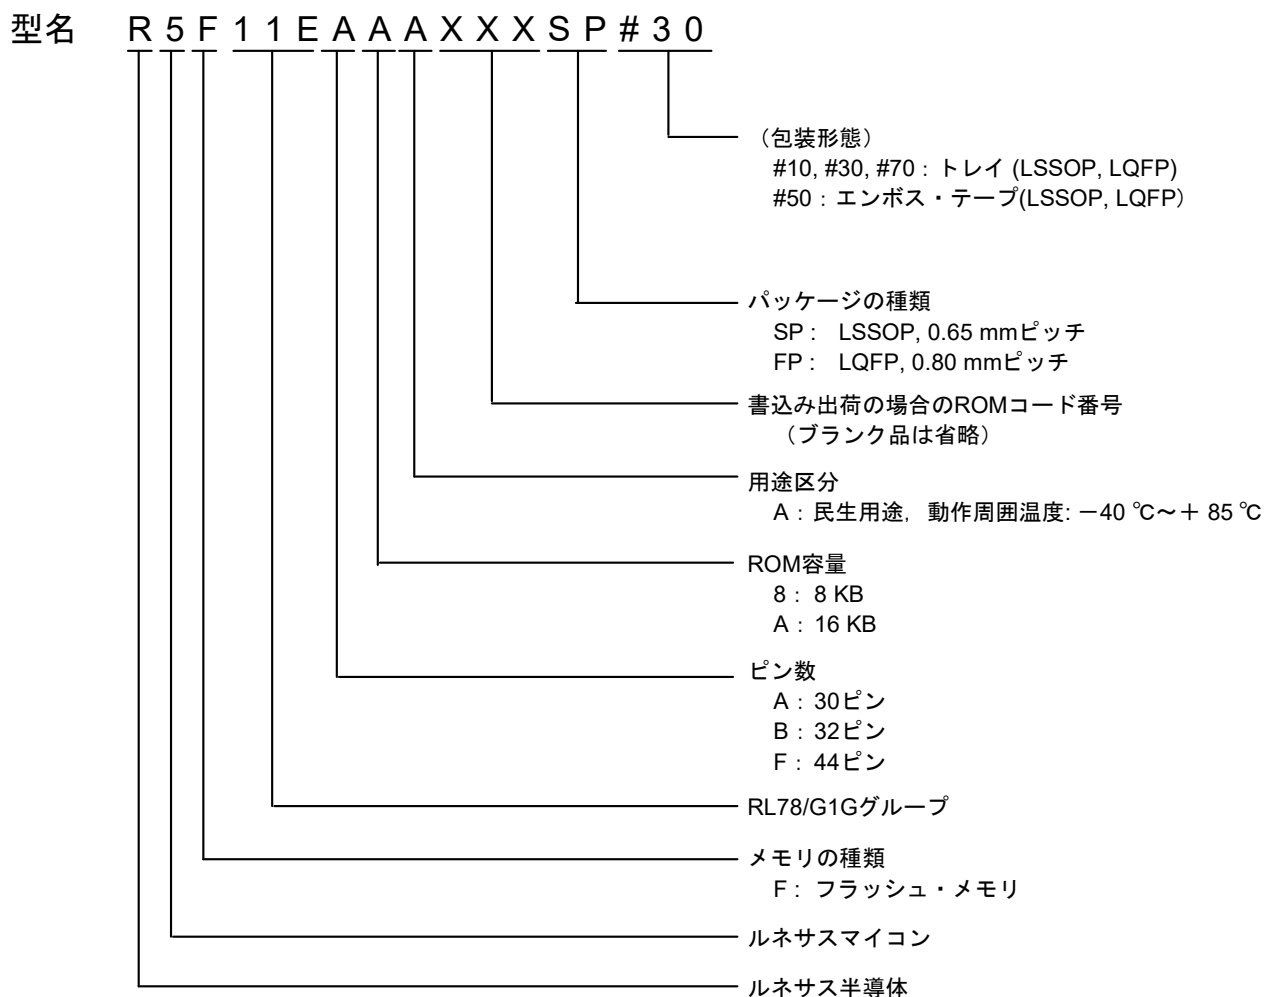 型名 R 5 F 1 1 E A A A X X X S P # 3 0
（包装形態）
#10, #30, #70 : トレイ (LSSOP, LQFP)
#50 : エンボス・テープ(LSSOP, LQFP）
パッケージの種類
SP : LSSOP, 0.65 mmピッチ
FP : LQFP, 0.80 mmピッチ
書込み出荷の場合のROMコード番号
（ブランク品は省略）
用途区分
A : 民生用途, 動作周囲温度: －40 ℃～＋ 85 ℃
ROM容量
8 : 8 KB
A : 16 KB
ピン数
A : 30ピン
B : 32ピン
F : 44ピン
RL78/G1Gグループ
メモリの種類
F : フラッシュ・メモリ
ルネサスマイコン
ルネサス半導体